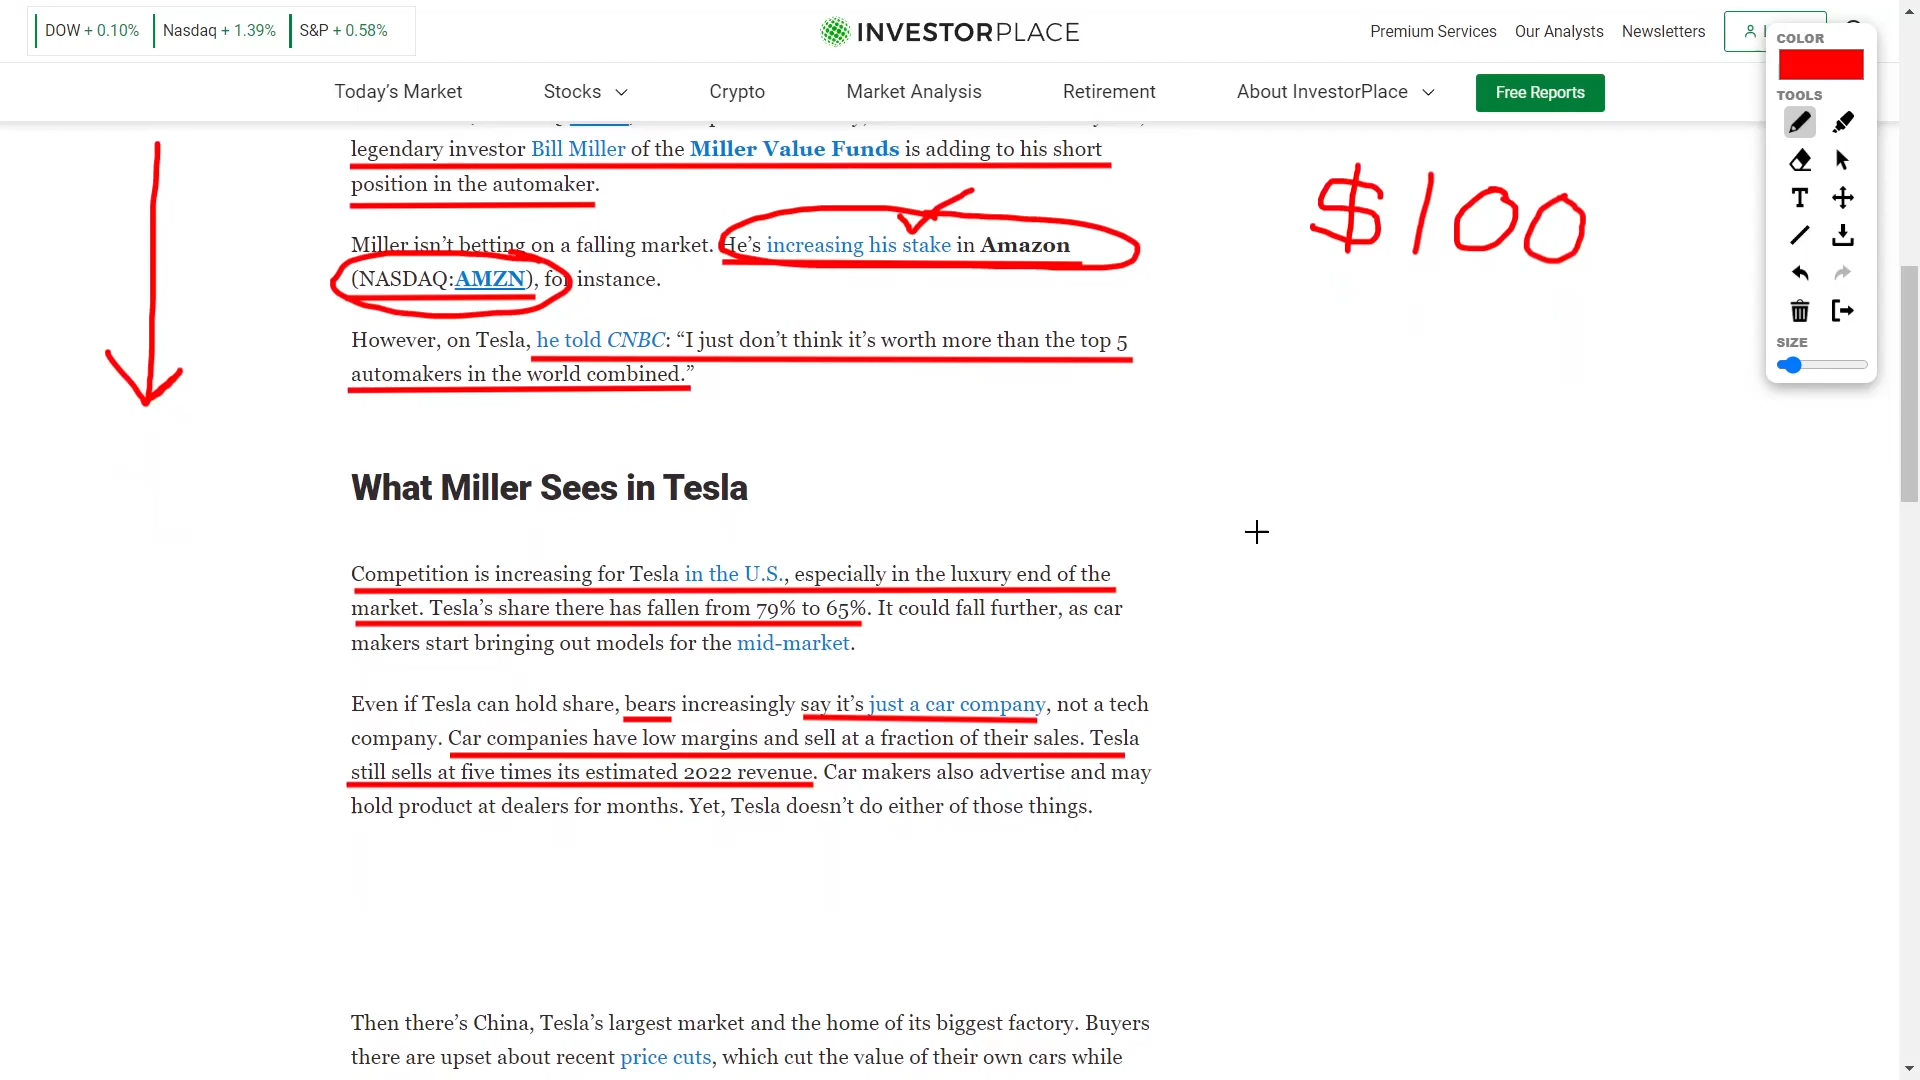 DOW + 0.10% Nasdaq + 1.39% S&P + 0.58%
INVESTORPLACE
Premium Services Our Analysts Newsletters
Today's Market Stocks Crypto Market Analysis Retirement About InvestorPlace Free Reports
COLOR
TOOLS
T
SIZE
legendary investor Bill Miller of the Miller Value Funds is adding to his short
position in the automaker.
$100
Miller isn't betting on a falling market. He's increasing his stake in Amazon
(NASDAQ:AMZN), for instance.
However, on Tesla, he told CNBC: “I just don't think it's worth more than the top 5
automakers in the world combined.”
What Miller Sees in Tesla
Competition is increasing for Tesla in the U.S., especially in the luxury end of the
market. Tesla's share there has fallen from 79% to 65%. It could fall further, as car
makers start bringing out models for the mid-market.
Even if Tesla can hold share, bears increasingly say it's just a car company, not a tech
company. Car companies have low margins and sell at a fraction of their sales. Tesla
still sells at five times its estimated 2022 revenue. Car makers also advertise and may
hold product at dealers for months. Yet, Tesla doesn't do either of those things.
Then there's China, Tesla's largest market and the home of its biggest factory. Buyers
there are upset about recent price cuts, which cut the value of their own cars while